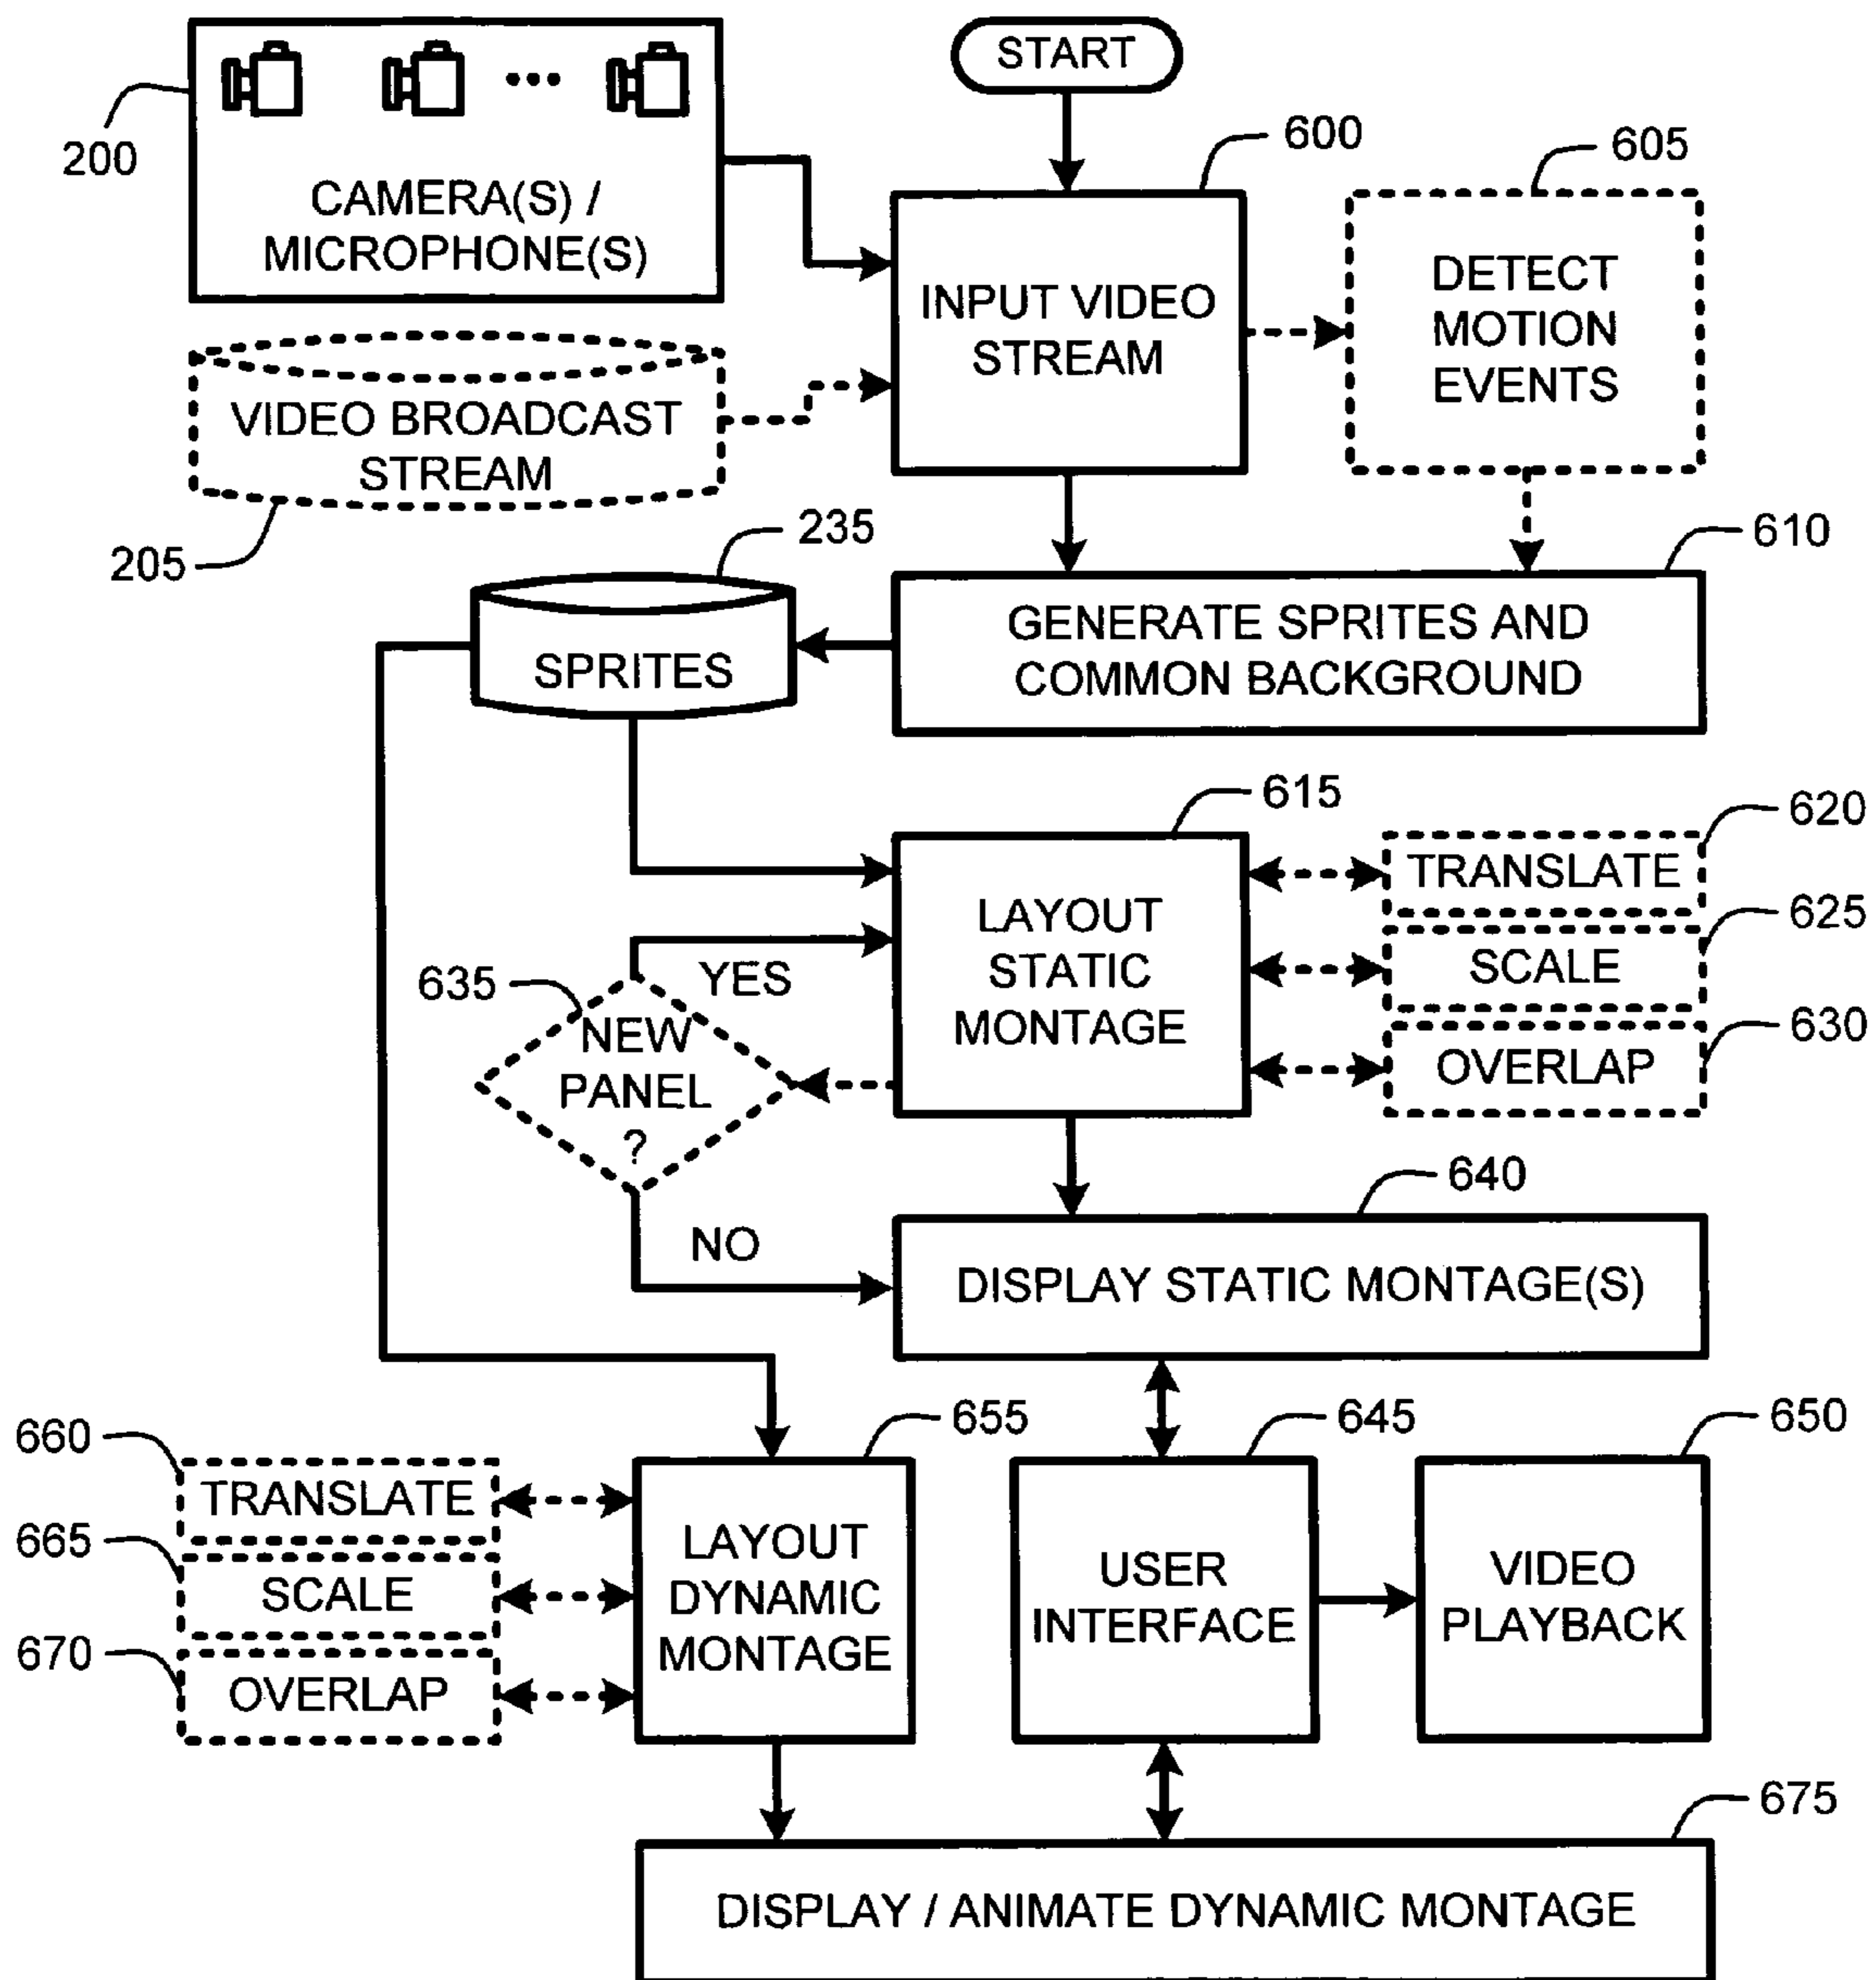 START
200
CAMERA(S) /
MICROPHONE(S)
600
INPUT VIDEO
STREAM
605
DETECT
MOTION
EVENTS
VIDEO BROADCAST
STREAM
205
235
SPRITES
610
GENERATE SPRITES AND
COMMON BACKGROUND
615
LAYOUT
STATIC
MONTAGE
620
TRANSLATE
625
SCALE
630
OVERLAP
635
YES
NEW
PANEL
?
NO
640
DISPLAY STATIC MONTAGE(S)
655
LAYOUT
DYNAMIC
MONTAGE
660
TRANSLATE
665
SCALE
670
OVERLAP
645
USER
INTERFACE
650
VIDEO
PLAYBACK
675
DISPLAY / ANIMATE DYNAMIC MONTAGE